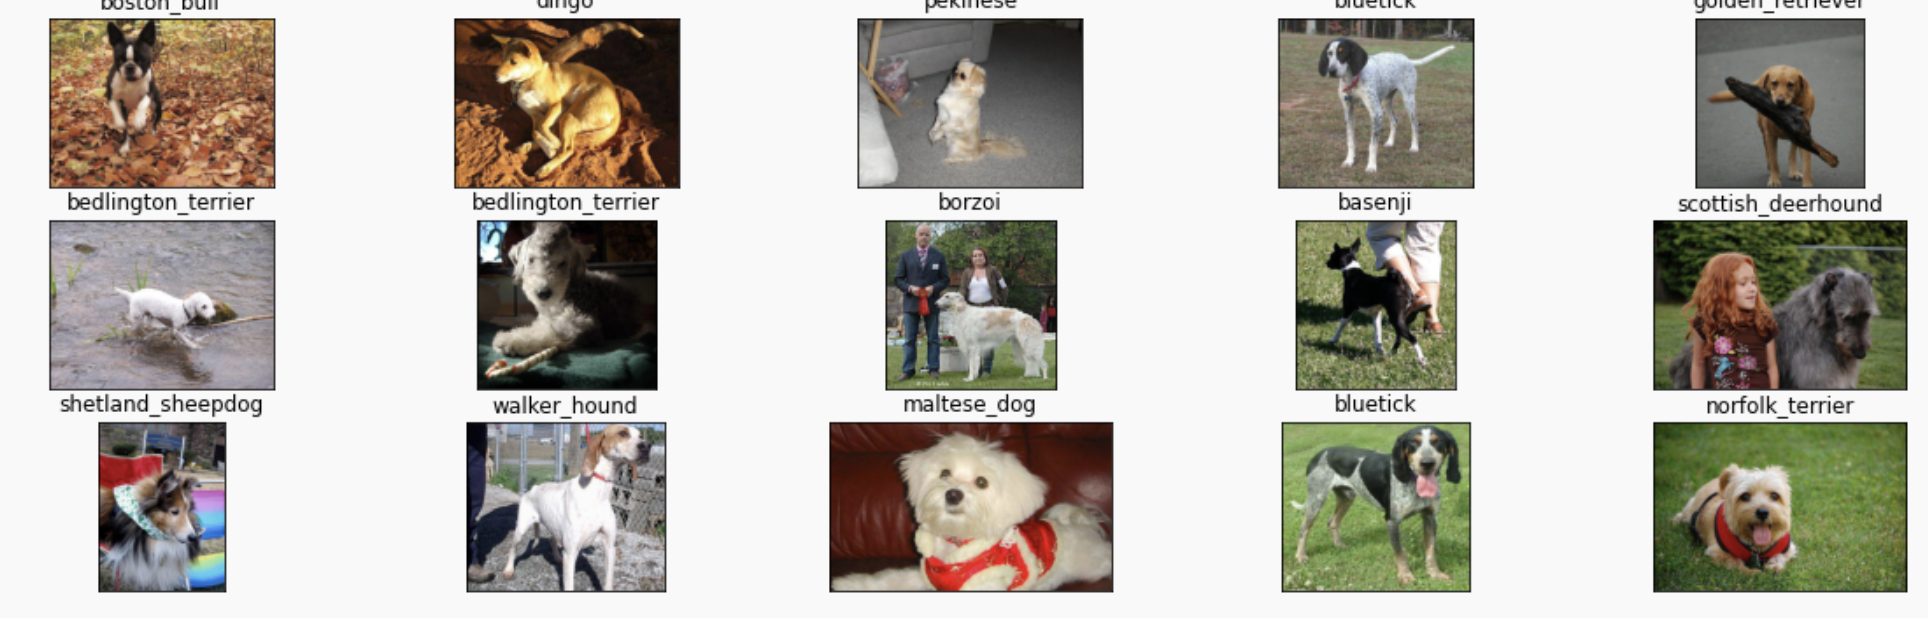 boston_bull dingo pekinese bluetick golden_retriever
bedlington_terrier bedlington_terrier borzoi basenji scottish_deerhound
shetland_sheepdog walker_hound maltese_dog bluetick norfolk_terrier